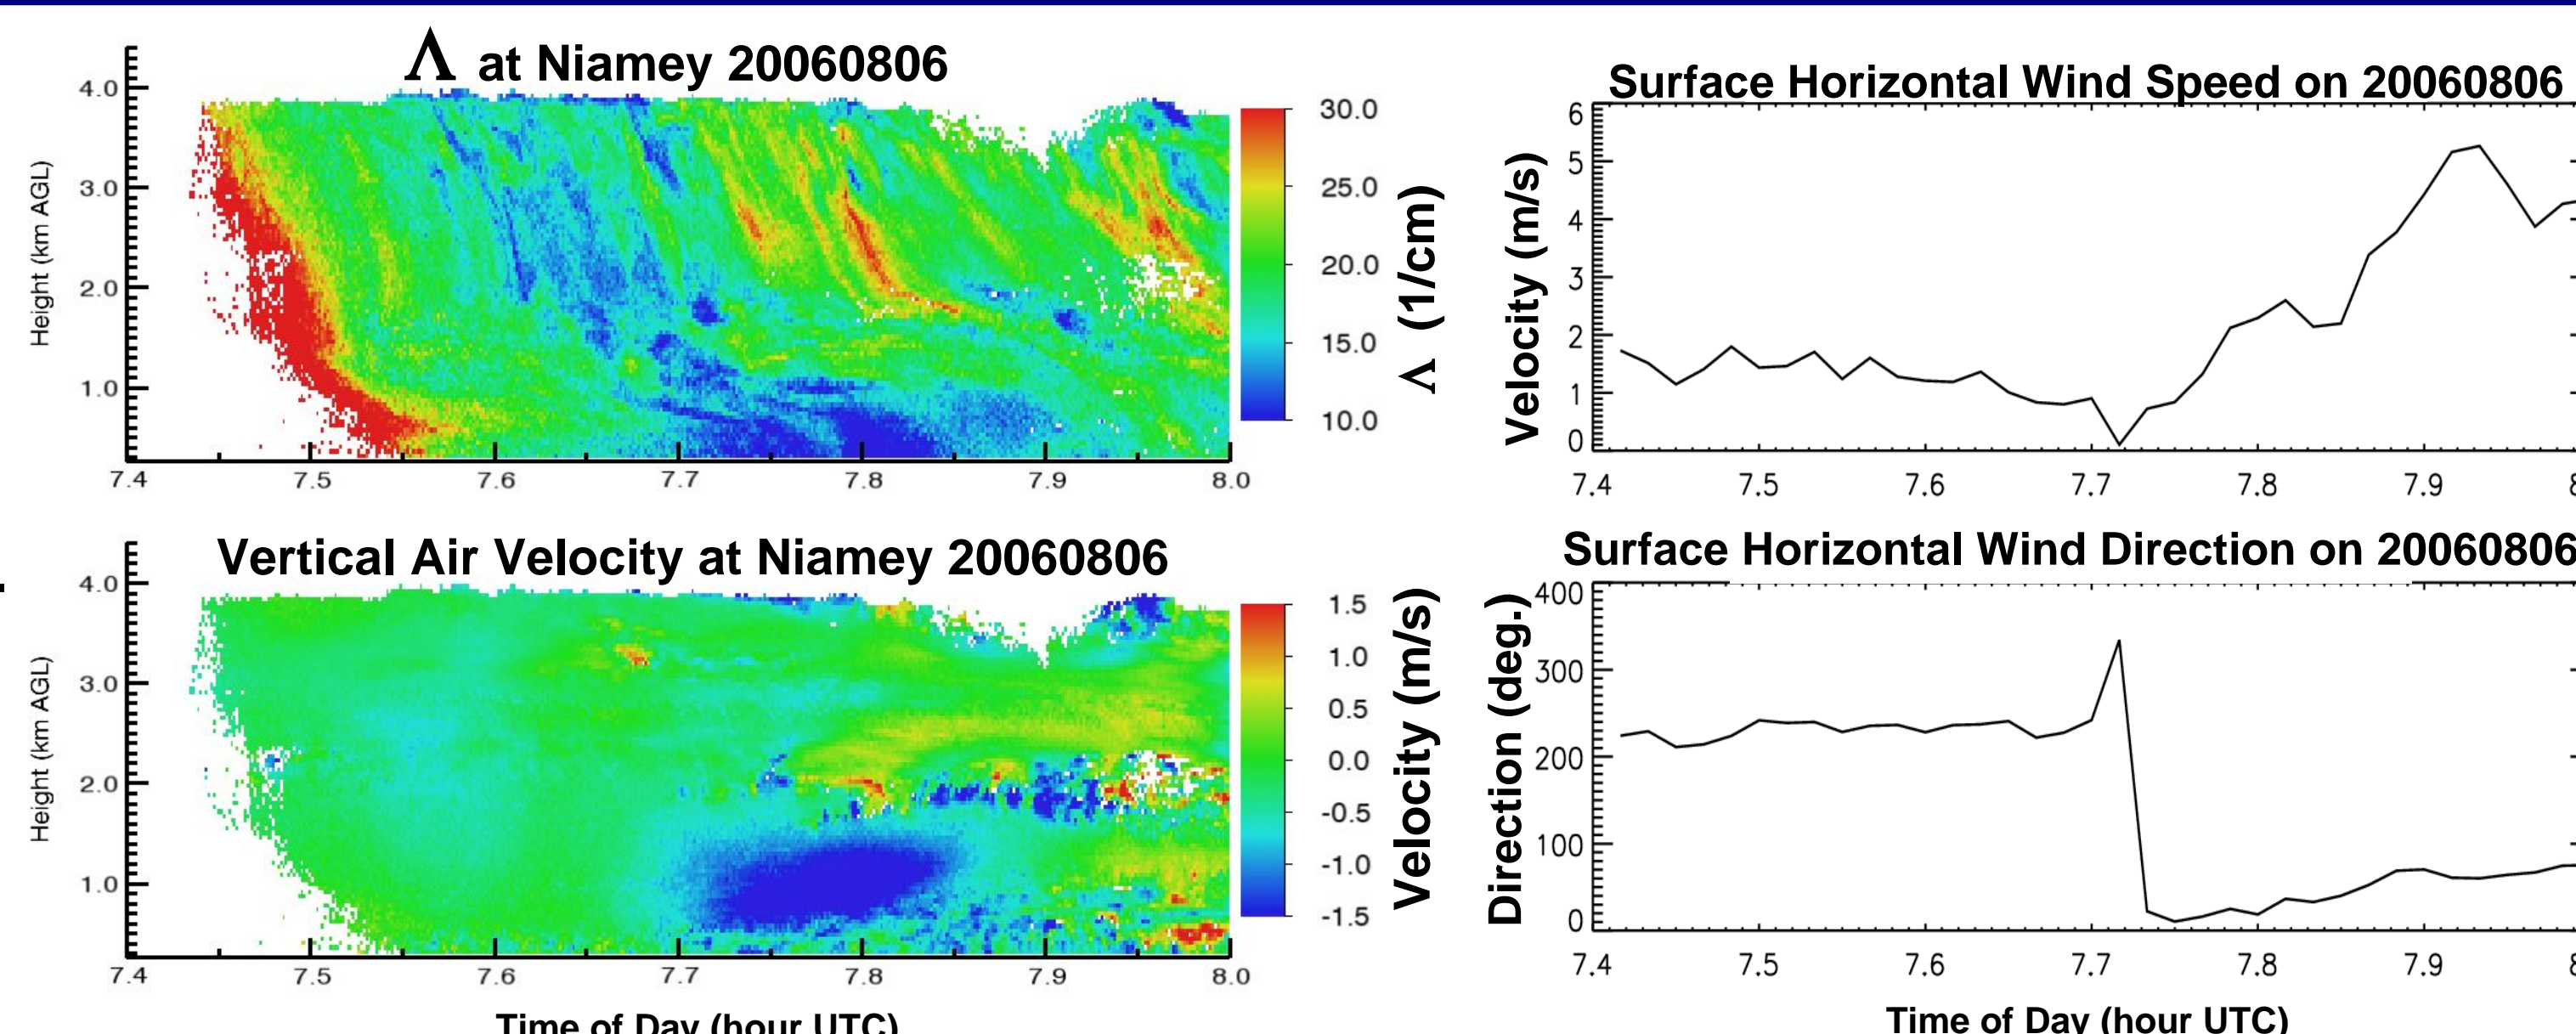 Λ at Niamey 20060806
Height (km AGL)
4.0
3.0
2.0
1.0
7.4 7.5 7.6 7.7 7.8 7.9 8.0
30.0
25.0
20.0
15.0
10.0
Λ (1/cm)
Surface Horizontal Wind Speed on 20060806
Velocity (m/s)
6
5
4
3
2
1
0
7.4 7.5 7.6 7.7 7.8 7.9
Vertical Air Velocity at Niamey 20060806
Height (km AGL)
4.0
3.0
2.0
1.0
7.4 7.5 7.6 7.7 7.8 7.9 8.0
Time of Day (hour UTC)
1.5
1.0
0.5
0.0
-0.5
-1.0
-1.5
Velocity (m/s)
Surface Horizontal Wind Direction on 20060806
Direction (deg.)
400
300
200
100
0
7.4 7.5 7.6 7.7 7.8 7.9
Time of Day (hour UTC)